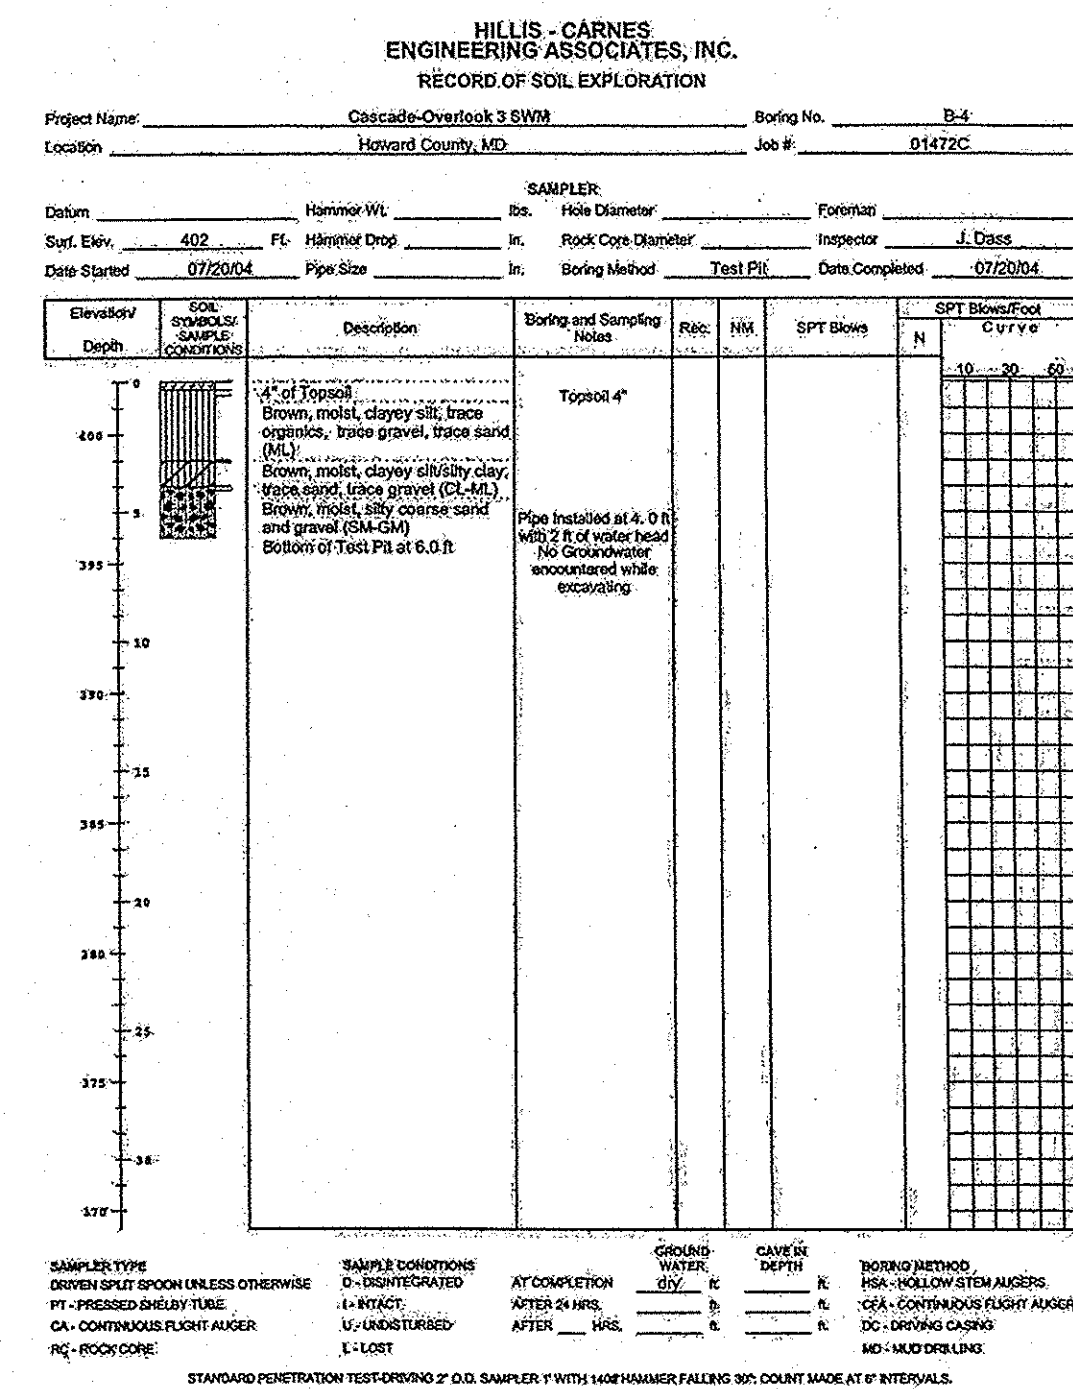 HILLIS - CARNES
ENGINEERING ASSOCIATES, INC.
RECORD OF SOIL EXPLORATION
Project Name: Cascade-Overlook 3 SWM Boring No. B-4
Location Howard County, MD Job #: 01472C
SAMPLER
Datum Hammer Wt. lbs. Hole Diameter Foreman
Surf. Elev. 402 Ft. Hammer Drop in. Rock Core Diameter Inspector J. Dass
Date Started 07/20/04 Pipe Size in. Boring Method Test Pit Date Completed 07/20/04
Elevation/
Depth
SOIL
SYMBOLS/
SAMPLE
CONDITIONS
Description
Boring and Sampling
Notes
Rec.
NM
SPT Blows
SPT Blows/Foot
N
Curve
10 30 50
0
4" of Topsoil
Topsoil 4"
Brown, moist, clayey silt, trace
organics, trace gravel, trace sand
(ML)
400
Brown, moist, clayey silt/silty clay,
trace sand, trace gravel (CL-ML)
Brown, moist, silty coarse sand
and gravel (SM-GM)
5
Bottom of Test Pit at 6.0 ft
Pipe Installed at 4. 0 ft
with 2 ft of water head
No Groundwater
encountered while
excavating
395
10
390
15
385
20
380
25
375
30
370
SAMPLER TYPE
DRIVEN SPLIT SPOON UNLESS OTHERWISE
PT - PRESSED SHELBY TUBE
CA - CONTINUOUS FLIGHT AUGER
RC - ROCK CORE
SAMPLE CONDITIONS
D - DISINTEGRATED
I - INTACT
U - UNDISTURBED
L - LOST
GROUND
WATER
CAVE IN
DEPTH
AT COMPLETION dry ft. ft.
AFTER 24 HRS. ft. ft.
AFTER HRS. ft. ft.
BORING METHOD
HSA - HOLLOW STEM AUGERS
CFA - CONTINUOUS FLIGHT AUGER
DC - DRIVING CASING
MD - MUD DRILLING
STANDARD PENETRATION TEST-DRIVING 2" O.D. SAMPLER 1' WITH 140# HAMMER FALLING 30": COUNT MADE AT 6" INTERVALS.